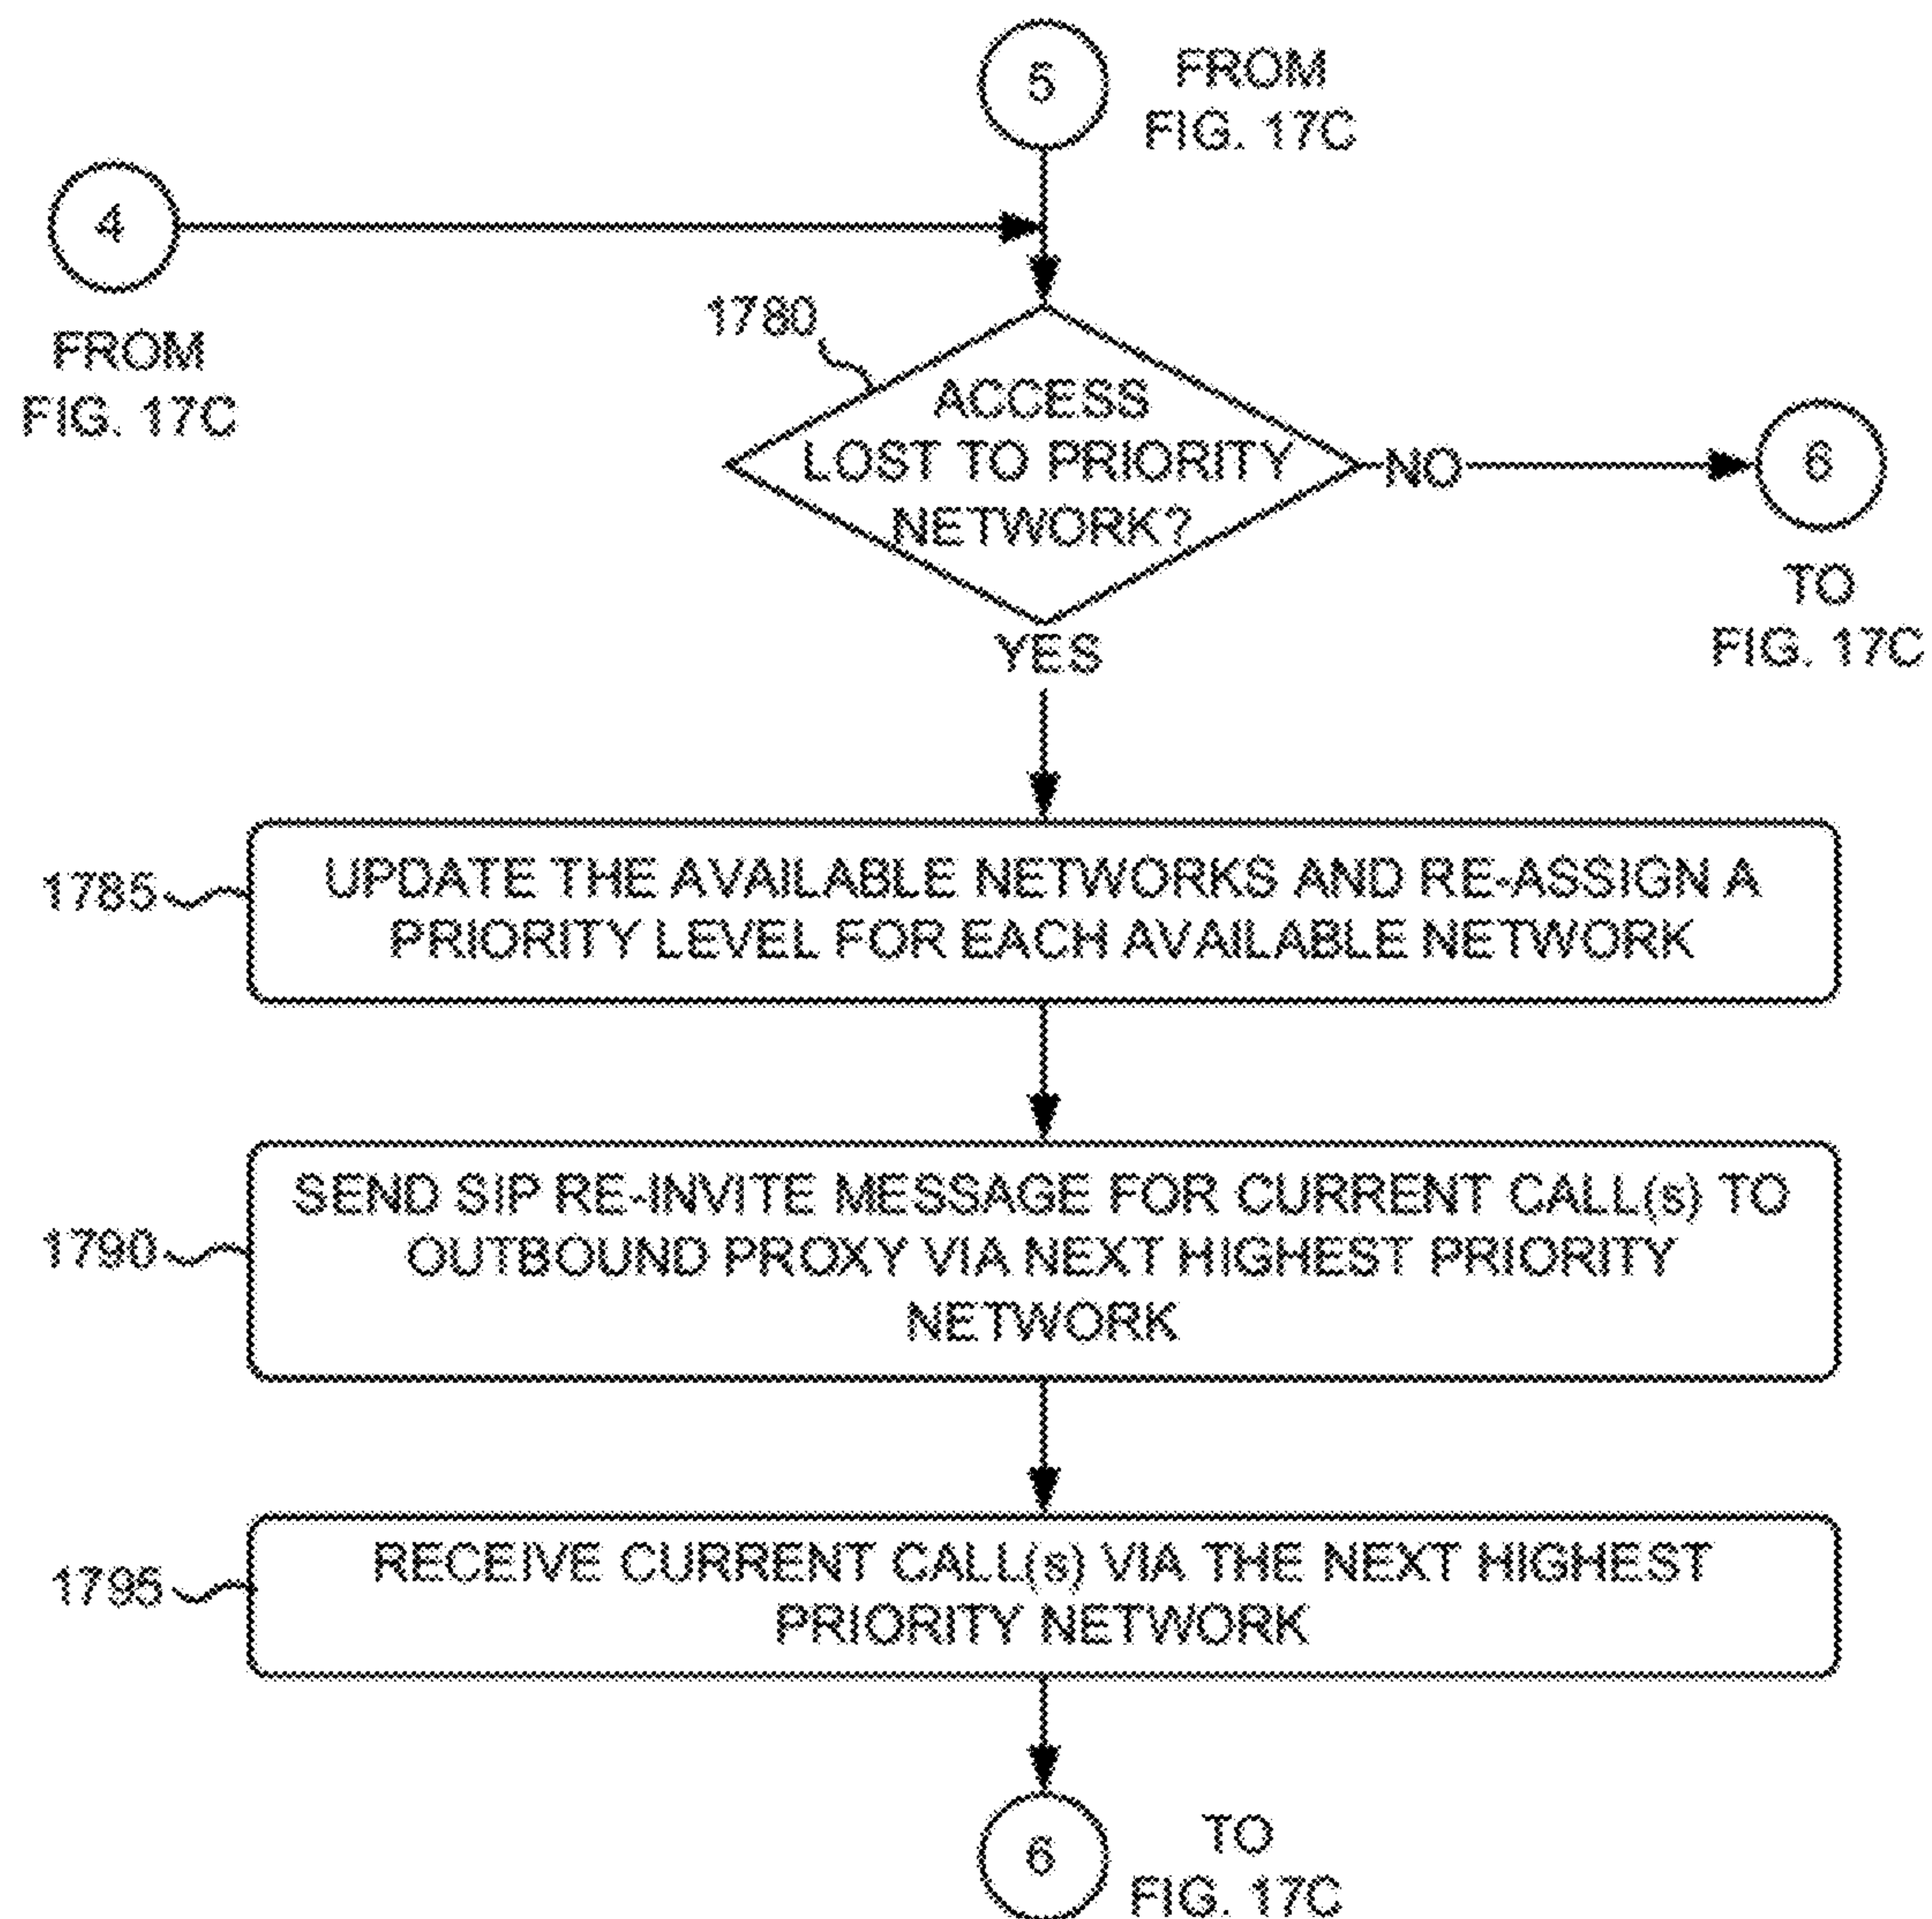 5
FROM
FIG. 17C
4
FROM
FIG. 17C
1780
ACCESS
LOST TO PRIORITY
NETWORK?
NO
6
TO
FIG. 17C
YES
1785
UPDATE THE AVAILABLE NETWORKS AND RE-ASSIGN A
PRIORITY LEVEL FOR EACH AVAILABLE NETWORK
1790
SEND SIP RE-INVITE MESSAGE FOR CURRENT CALL(s) TO
OUTBOUND PROXY VIA NEXT HIGHEST PRIORITY
NETWORK
1795
RECEIVE CURRENT CALL(s) VIA THE NEXT HIGHEST
PRIORITY NETWORK
6
TO
FIG. 17C